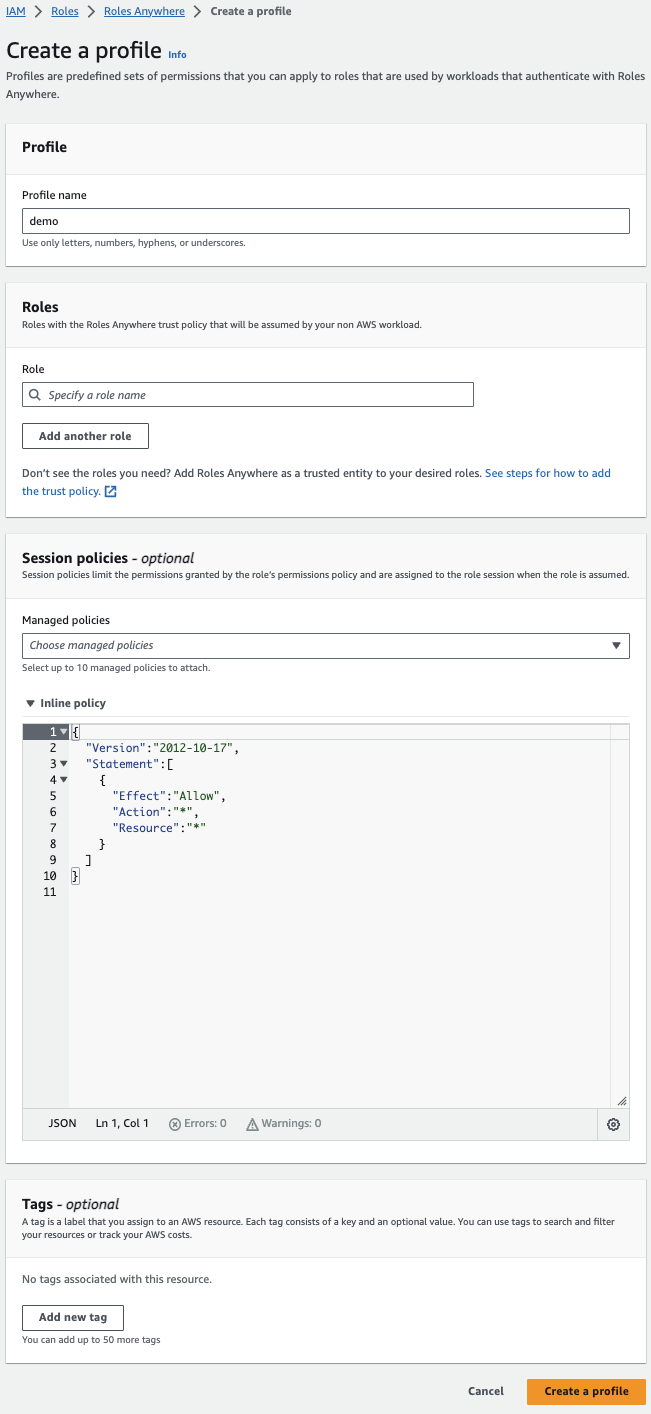 IAM > Roles > Roles Anywhere > Create a profile
Create a profile Info
Profiles are predefined sets of permissions that you can apply to roles that are used by workloads that authenticate with Roles
Anywhere.
Profile
Profile name
demo
Use only letters, numbers, hyphens, or underscores.
Roles
Roles with the Roles Anywhere trust policy that will be assumed by your non AWS workload.
Role
Specify a role name
Add another role
Don't see the roles you need? Add Roles Anywhere as a trusted entity to your desired roles. See steps for how to add
the trust policy.
Session policies - optional
Session policies limit the permissions granted by the role's permissions policy and are assigned to the role session when the role is assumed.
Managed policies
Choose managed policies
Select up to 10 managed policies to attach.
Inline policy
1 {
2 "Version":"2012-10-17",
3 "Statement":[
4 {
5 "Effect":"Allow",
6 "Action":"*",
7 "Resource":"*"
8 }
9 ]
10 }
11
JSON Ln 1, Col 1 Errors: 0 Warnings: 0
Tags - optional
A tag is a label that you assign to an AWS resource. Each tag consists of a key and an optional value. You can use tags to search and filter
your resources or track your AWS costs.
No tags associated with this resource.
Add new tag
You can add up to 50 more tags
Cancel Create a profile